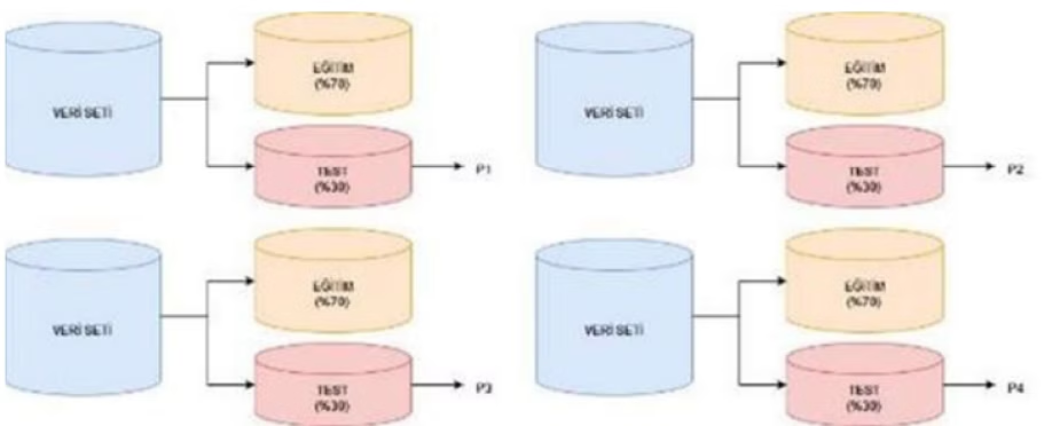 VERİ SETİ
EĞİTİM
(%70)
TEST
(%30)
P1
VERİ SETİ
EĞİTİM
(%70)
TEST
(%30)
P2
VERİ SETİ
EĞİTİM
(%70)
TEST
(%30)
P3
VERİ SETİ
EĞİTİM
(%70)
TEST
(%30)
P4